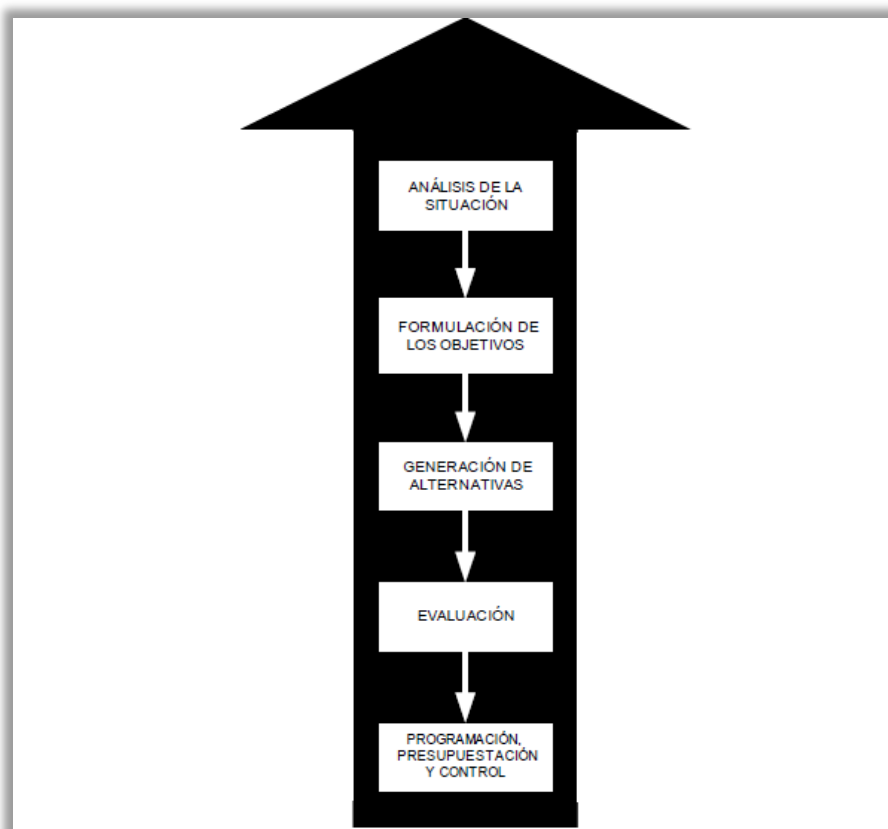 ANÁLISIS DE LA
SITUACIÓN
FORMULACIÓN DE
LOS OBJETIVOS
GENERACIÓN DE
ALTERNATIVAS
EVALUACIÓN
PROGRAMACIÓN,
PRESUPUESTACIÓN
Y CONTROL